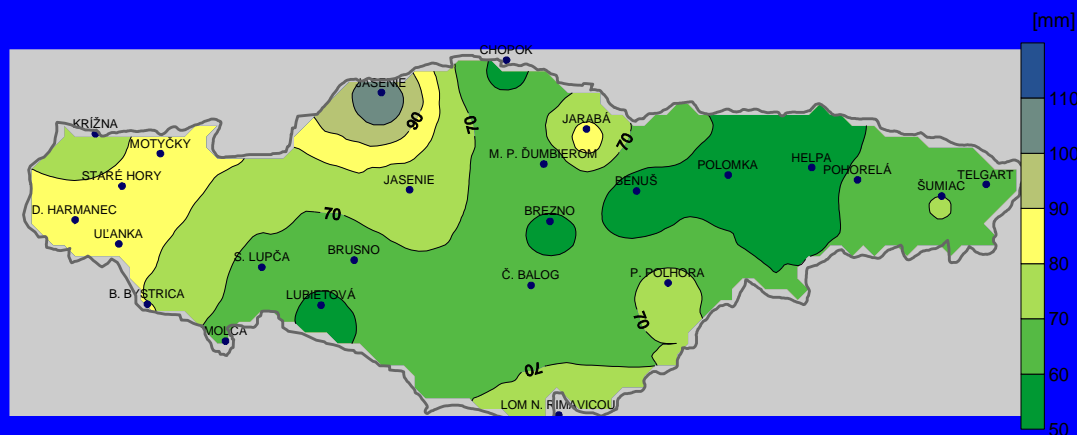 [mm]
CHOPOK
JASENIE
110
KRÍŽNA
90
70
JARABÁ
MOTYČKY
70
100
M. P. ĎUMBIEROM
HELPA
POLOMKA
POHORELÁ
STARÉ HORY
JASENIE
BENUŠ
TELGART
ŠUMIAC
D. HARMANEC
70
BREZNO
90
UĽANKA
S. LUPČA
BRUSNO
80
Č. BALOG
P. POLHORA
B. BYSTRICA
LUBIETOVÁ
70
70
MOLČA
60
70
LOM N. RIMAVICOU
50